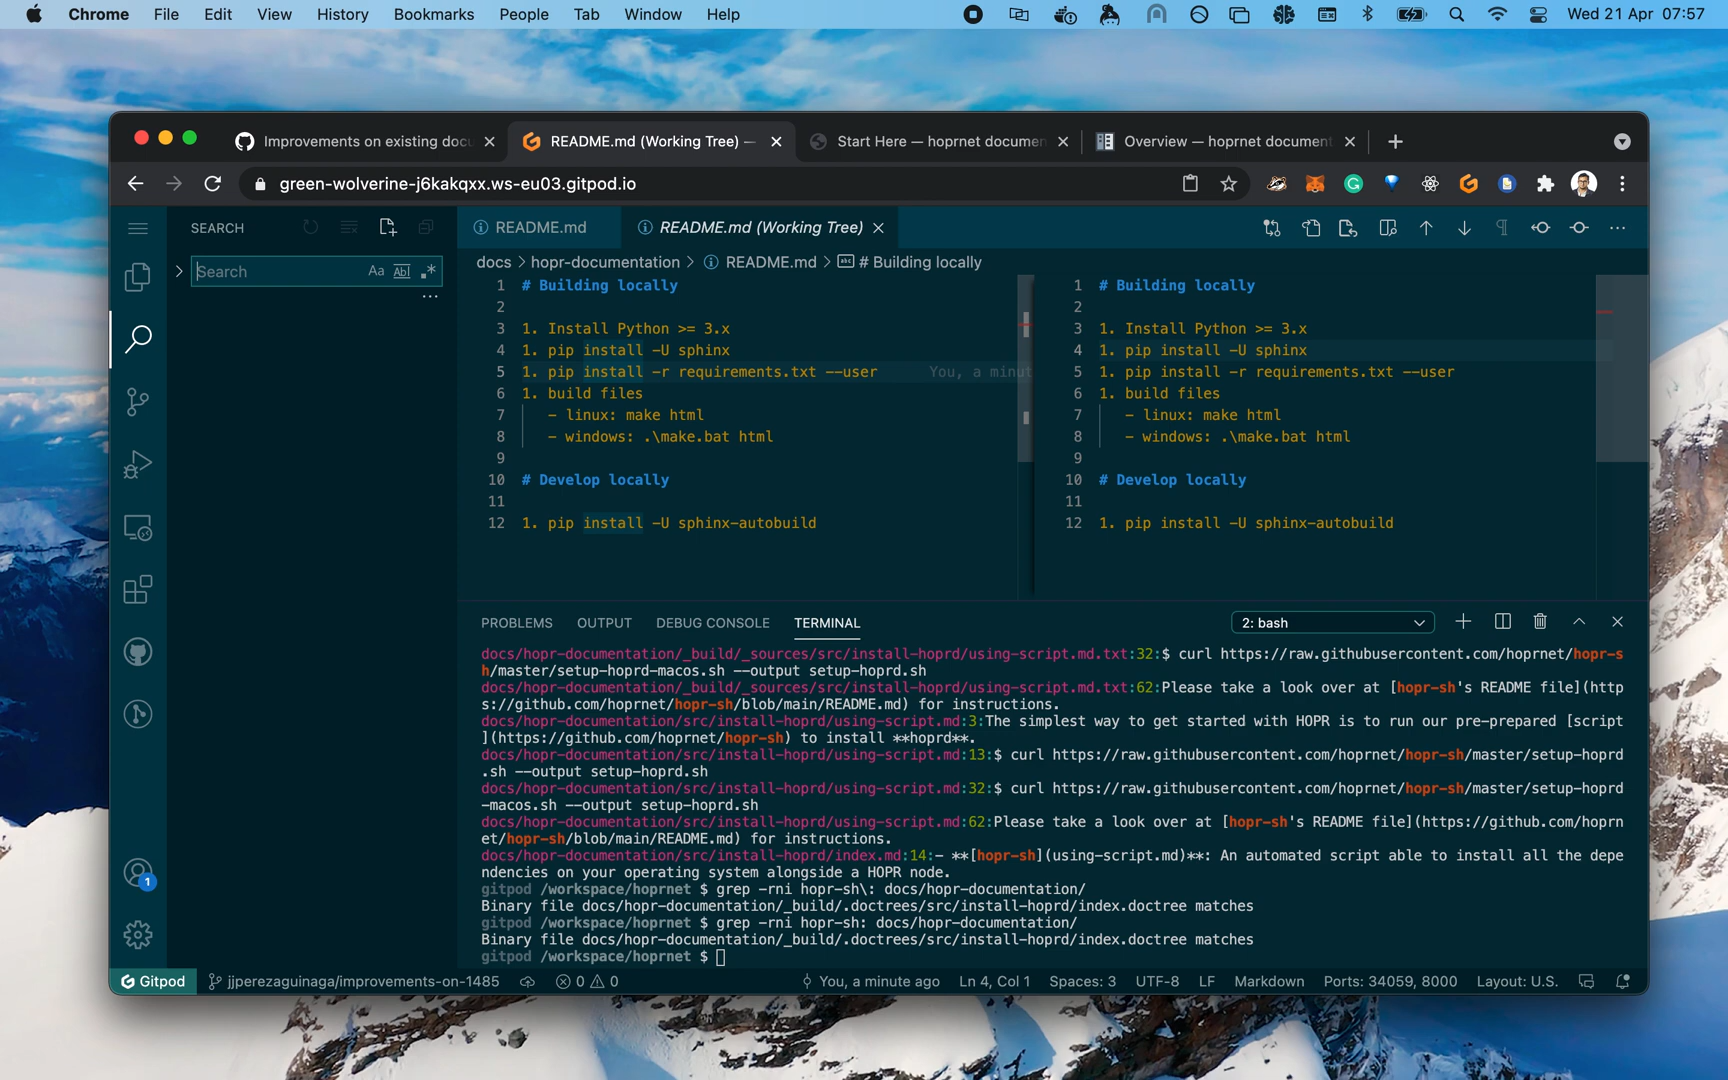 Chrome File Edit View History Bookmarks People Tab Window Help Wed 21 Apr 07:57
Improvements on existing docu README.md (Working Tree) — Start Here — hoprnet documen Overview — hoprnet document
green-wolverine-j6kakqxx.ws-eu03.gitpod.io
SEARCH
README.md README.md (Working Tree)
Search Aa Abl .*
docs > hopr-documentation > README.md > # Building locally
1 # Building locally
2
3 1. Install Python >= 3.x
4 1. pip install -U sphinx
5 1. pip install -r requirements.txt --user You, a minut
6 1. build files
7 - linux: make html
8 - windows: .\make.bat html
9
10 # Develop locally
11
12 1. pip install -U sphinx-autobuild
1 # Building locally
2
3 1. Install Python >= 3.x
4 1. pip install -U sphinx
5 1. pip install -r requirements.txt --user
6 1. build files
7 - linux: make html
8 - windows: .\make.bat html
9
10 # Develop locally
11
12 1. pip install -U sphinx-autobuild
PROBLEMS OUTPUT DEBUG CONSOLE TERMINAL 2: bash
docs/hopr-documentation/_build/_sources/src/install-hoprd/using-script.md.txt:32:$ curl https://raw.githubusercontent.com/hoprnet/hopr-s
h/master/setup-hoprd-macos.sh --output setup-hoprd.sh
docs/hopr-documentation/_build/_sources/src/install-hoprd/using-script.md.txt:62:Please take a look over at [hopr-sh's README file](http
s://github.com/hoprnet/hopr-sh/blob/main/README.md) for instructions.
docs/hopr-documentation/src/install-hoprd/using-script.md:3:The simplest way to get started with HOPR is to run our pre-prepared [script
](https://github.com/hoprnet/hopr-sh) to install **hoprd**.
docs/hopr-documentation/src/install-hoprd/using-script.md:13:$ curl https://raw.githubusercontent.com/hoprnet/hopr-sh/master/setup-hoprd
.sh --output setup-hoprd.sh
docs/hopr-documentation/src/install-hoprd/using-script.md:32:$ curl https://raw.githubusercontent.com/hoprnet/hopr-sh/master/setup-hoprd
-macos.sh --output setup-hoprd.sh
docs/hopr-documentation/src/install-hoprd/using-script.md:62:Please take a look over at [hopr-sh's README file](https://github.com/hoprn
et/hopr-sh/blob/main/README.md) for instructions.
docs/hopr-documentation/src/install-hoprd/index.md:14:- **[hopr-sh](using-script.md)**: An automated script able to install all the depe
ndencies on your operating system alongside a HOPR node.
gitpod /workspace/hoprnet $ grep -rni hopr-sh\: docs/hopr-documentation/
Binary file docs/hopr-documentation/_build/.doctrees/src/install-hoprd/index.doctree matches
gitpod /workspace/hoprnet $ grep -rni hopr-sh: docs/hopr-documentation/
Binary file docs/hopr-documentation/_build/.doctrees/src/install-hoprd/index.doctree matches
gitpod /workspace/hoprnet $
1
Gitpod jjperezaguinaga/improvements-on-1485 0 0 You, a minute ago Ln 4, Col 1 Spaces: 3 UTF-8 LF Markdown Ports: 34059, 8000 Layout: U.S.